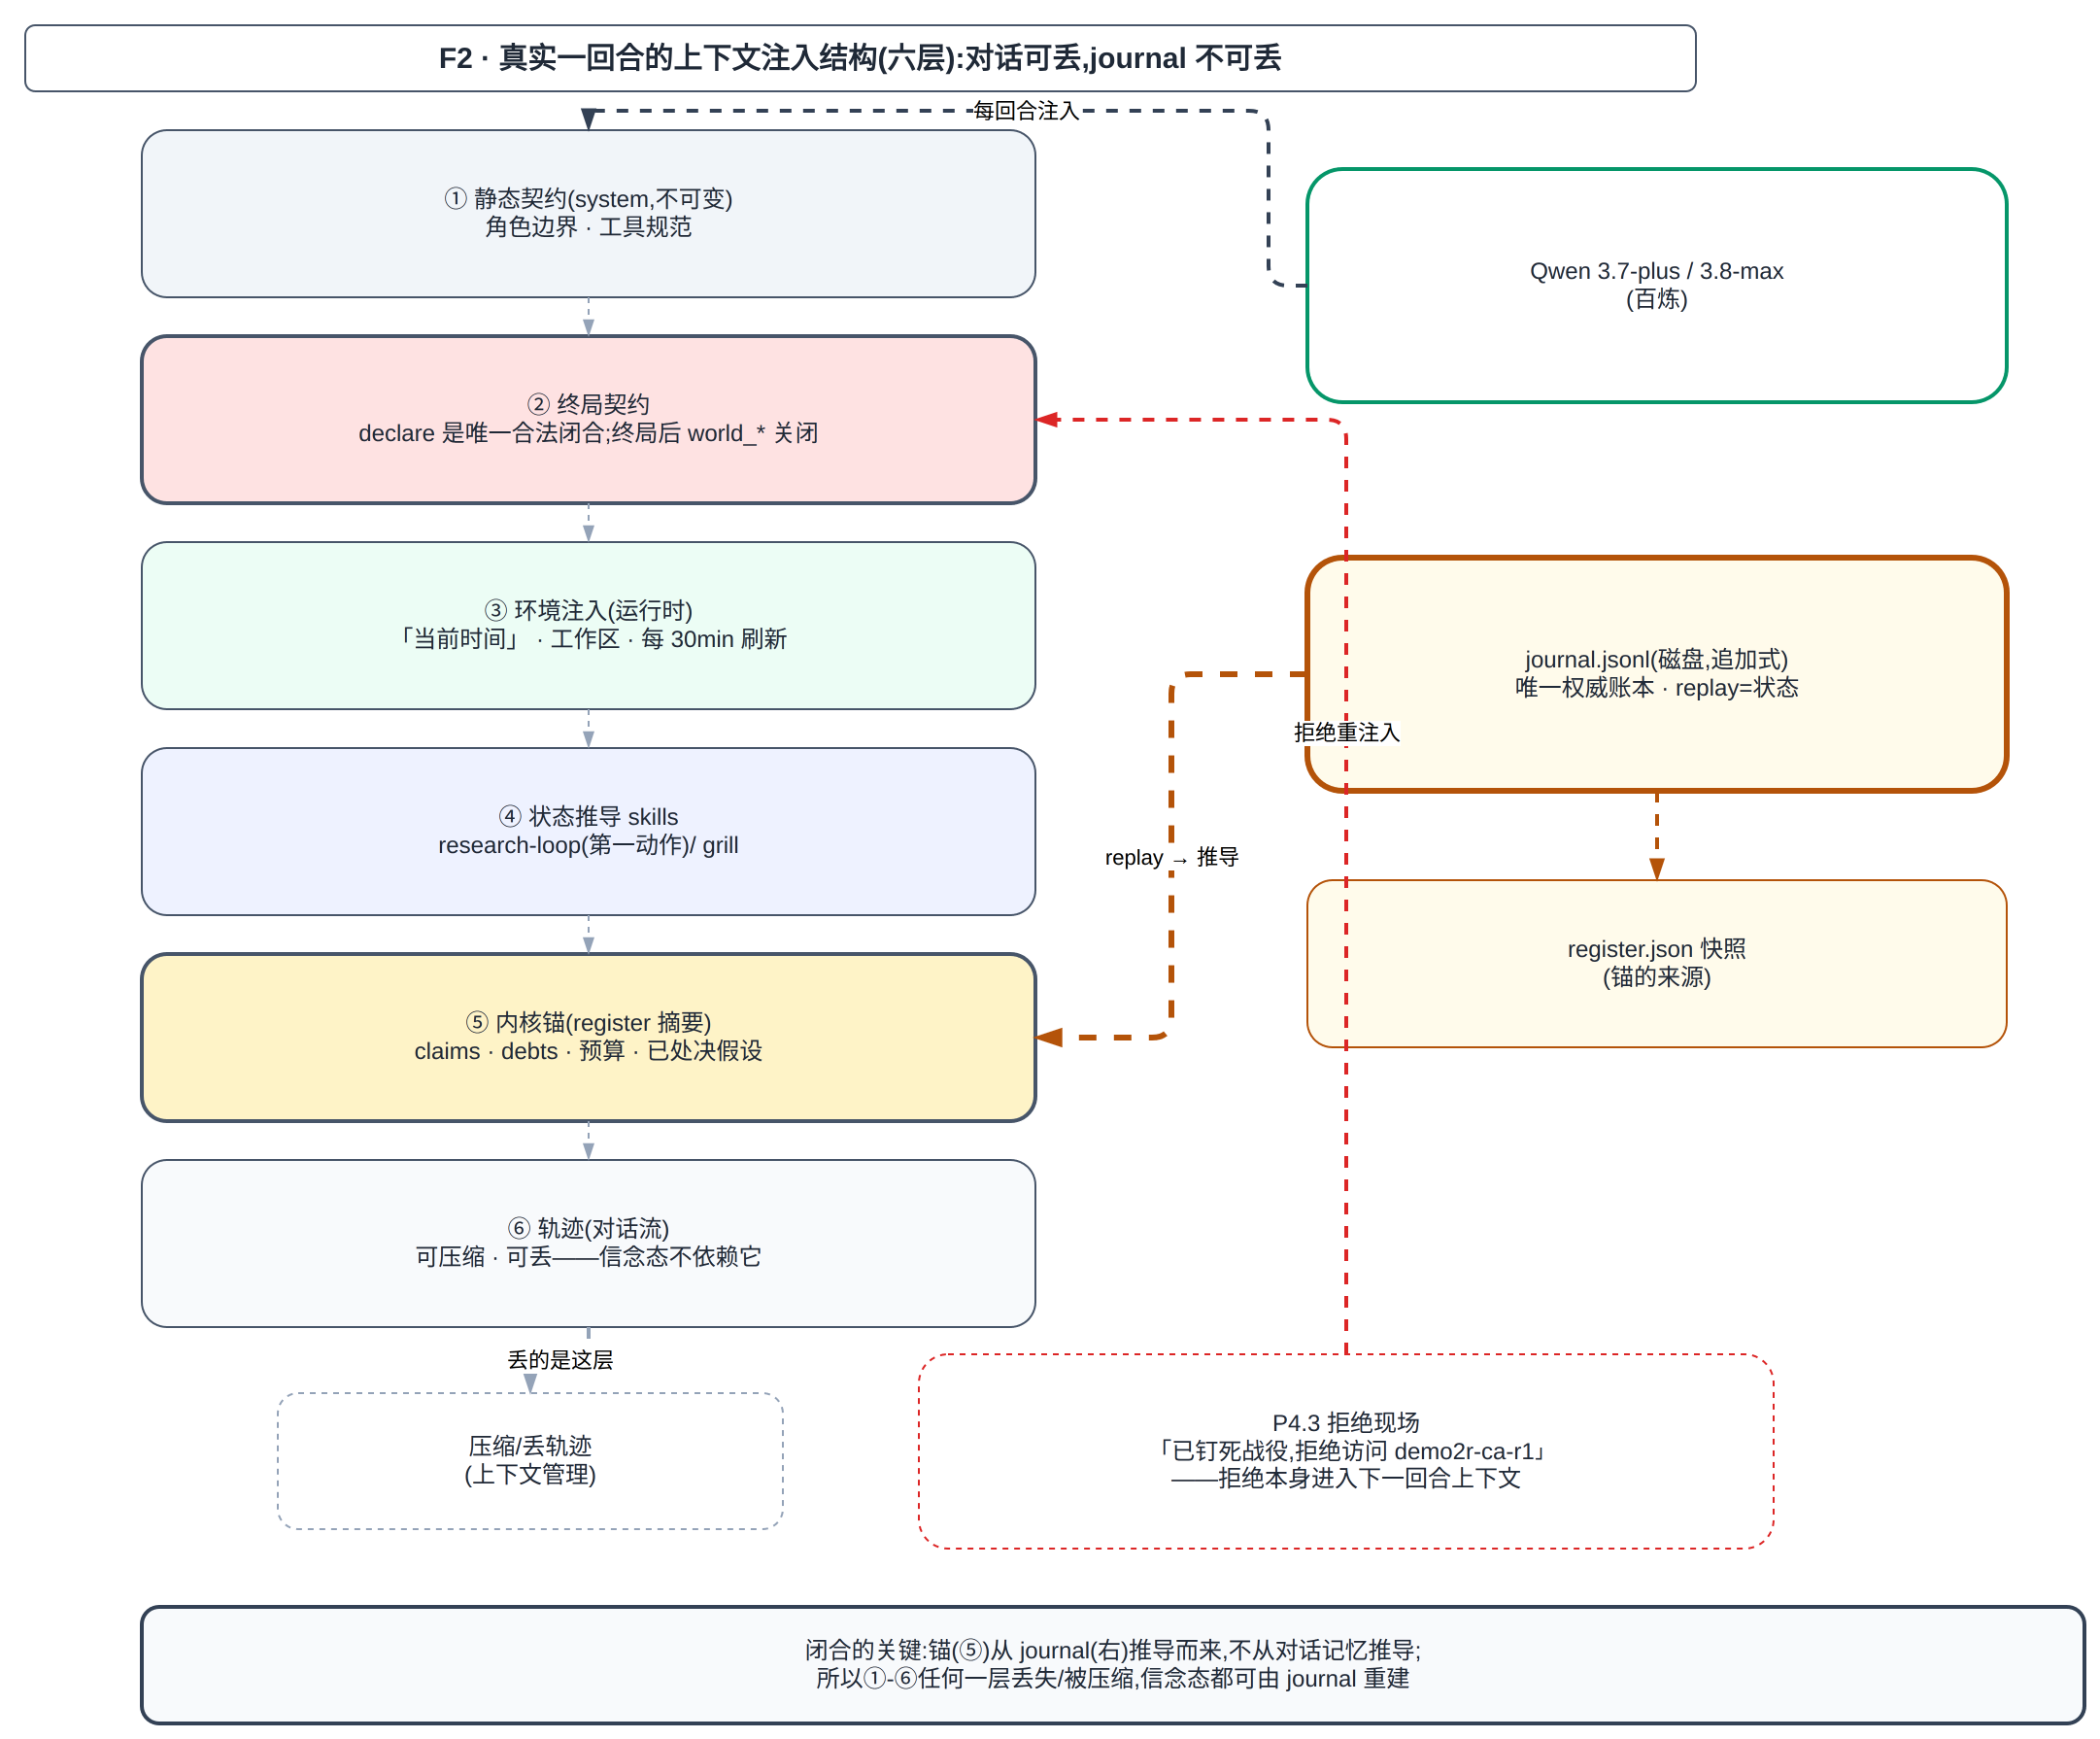 F2 · 真实一回合的上下文注入结构(六层):对话可丢,journal 不可丢
每回合注入
① 静态契约(system,不可变)
角色边界 · 工具规范
Qwen 3.7-plus / 3.8-max
(百炼)
② 终局契约
declare 是唯一合法闭合;终局后 world_* 关闭
③ 环境注入(运行时)
「当前时间」 · 工作区 · 每 30min 刷新
journal.jsonl(磁盘,追加式)
唯一权威账本 · replay=状态
拒绝重注入
④ 状态推导 skills
research-loop(第一动作)/ grill
replay → 推导
register.json 快照
(锚的来源)
⑤ 内核锚(register 摘要)
claims · debts · 预算 · 已处决假设
⑥ 轨迹(对话流)
可压缩 · 可丢——信念态不依赖它
丢的是这层
压缩/丢轨迹
(上下文管理)
P4.3 拒绝现场
「已钉死战役,拒绝访问 demo2r-ca-r1」
——拒绝本身进入下一回合上下文
闭合的关键:锚(⑤)从 journal(右)推导而来,不从对话记忆推导;
所以①-⑥任何一层丢失/被压缩,信念态都可由 journal 重建